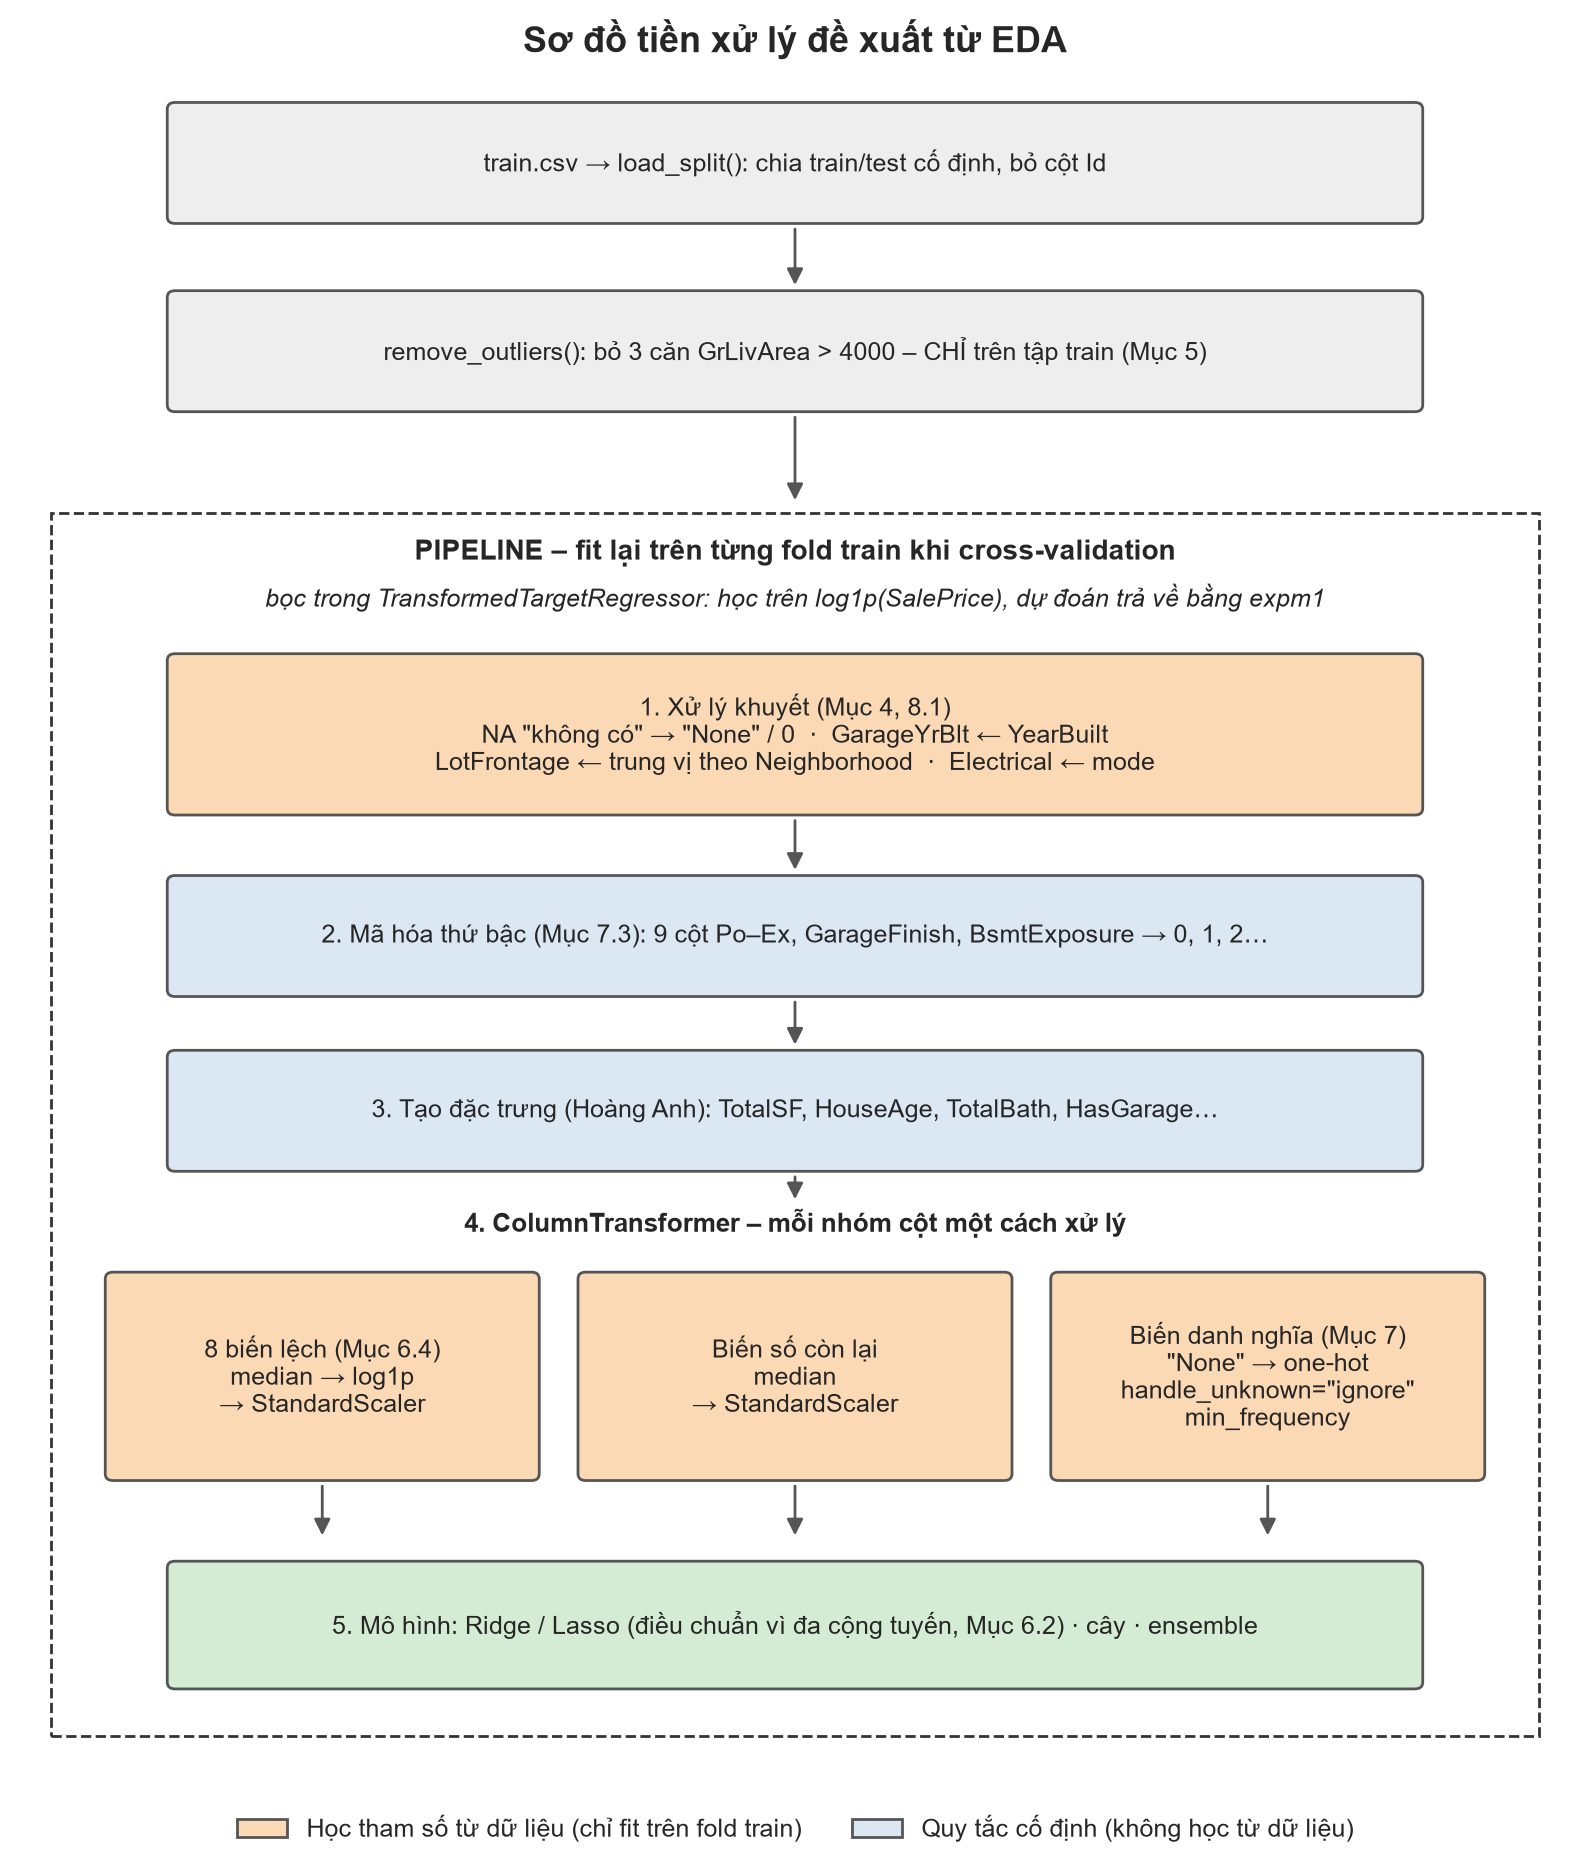 Sơ đồ tiền xử lý đề xuất từ EDA
train.csv → load_split(): chia train/test cố định, bỏ cột Id
remove_outliers(): bỏ 3 căn GrLivArea > 4000 – CHỈ trên tập train (Mục 5)
PIPELINE – fit lại trên từng fold train khi cross-validation
bọc trong TransformedTargetRegressor: học trên log1p(SalePrice), dự đoán trả về bằng expm1
1. Xử lý khuyết (Mục 4, 8.1)
NA "không có" → "None" / 0 · GarageYrBlt ← YearBuilt
LotFrontage ← trung vị theo Neighborhood · Electrical ← mode
2. Mã hóa thứ bậc (Mục 7.3): 9 cột Po–Ex, GarageFinish, BsmtExposure → 0, 1, 2…
3. Tạo đặc trưng (Hoàng Anh): TotalSF, HouseAge, TotalBath, HasGarage…
4. ColumnTransformer – mỗi nhóm cột một cách xử lý
8 biến lệch (Mục 6.4)
median → log1p
→ StandardScaler
Biến số còn lại
median
→ StandardScaler
Biến danh nghĩa (Mục 7)
"None" → one-hot
handle_unknown="ignore"
min_frequency
5. Mô hình: Ridge / Lasso (điều chuẩn vì đa cộng tuyến, Mục 6.2) · cây · ensemble
Học tham số từ dữ liệu (chỉ fit trên fold train)
Quy tắc cố định (không học từ dữ liệu)